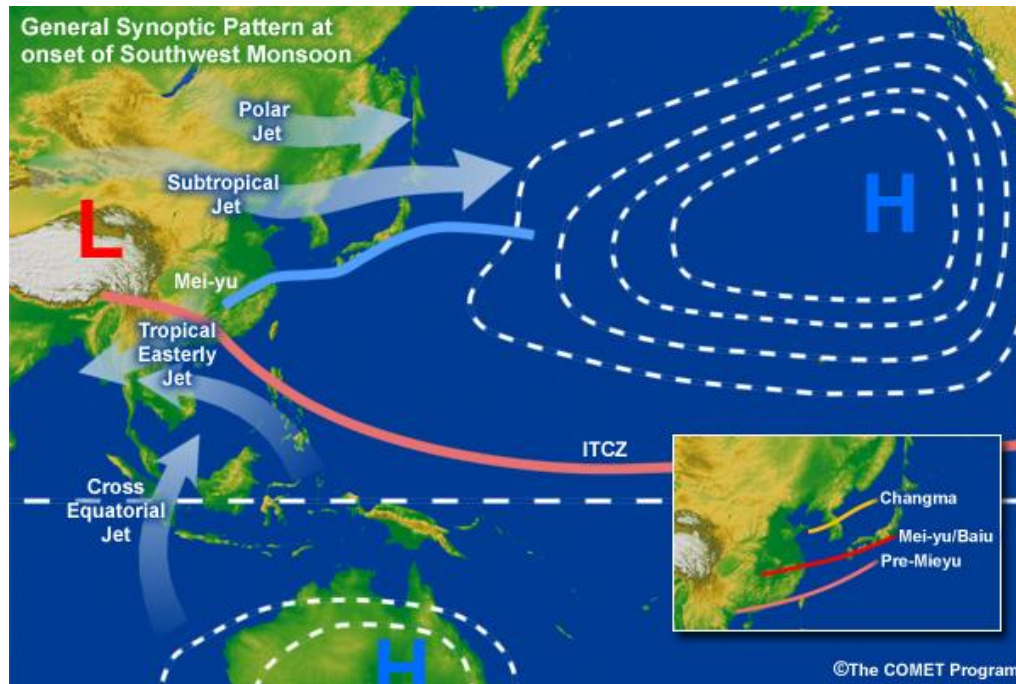 General Synoptic Pattern at
onset of Southwest Monsoon
Polar
Jet
Subtropical
Jet
H
L
Mei-yu
Tropical
Easterly
Jet
ITCZ
Cross
Equatorial
Jet
Changma
Mei-yu/Baiu
Pre-Mieyu
H
©The COMET Program